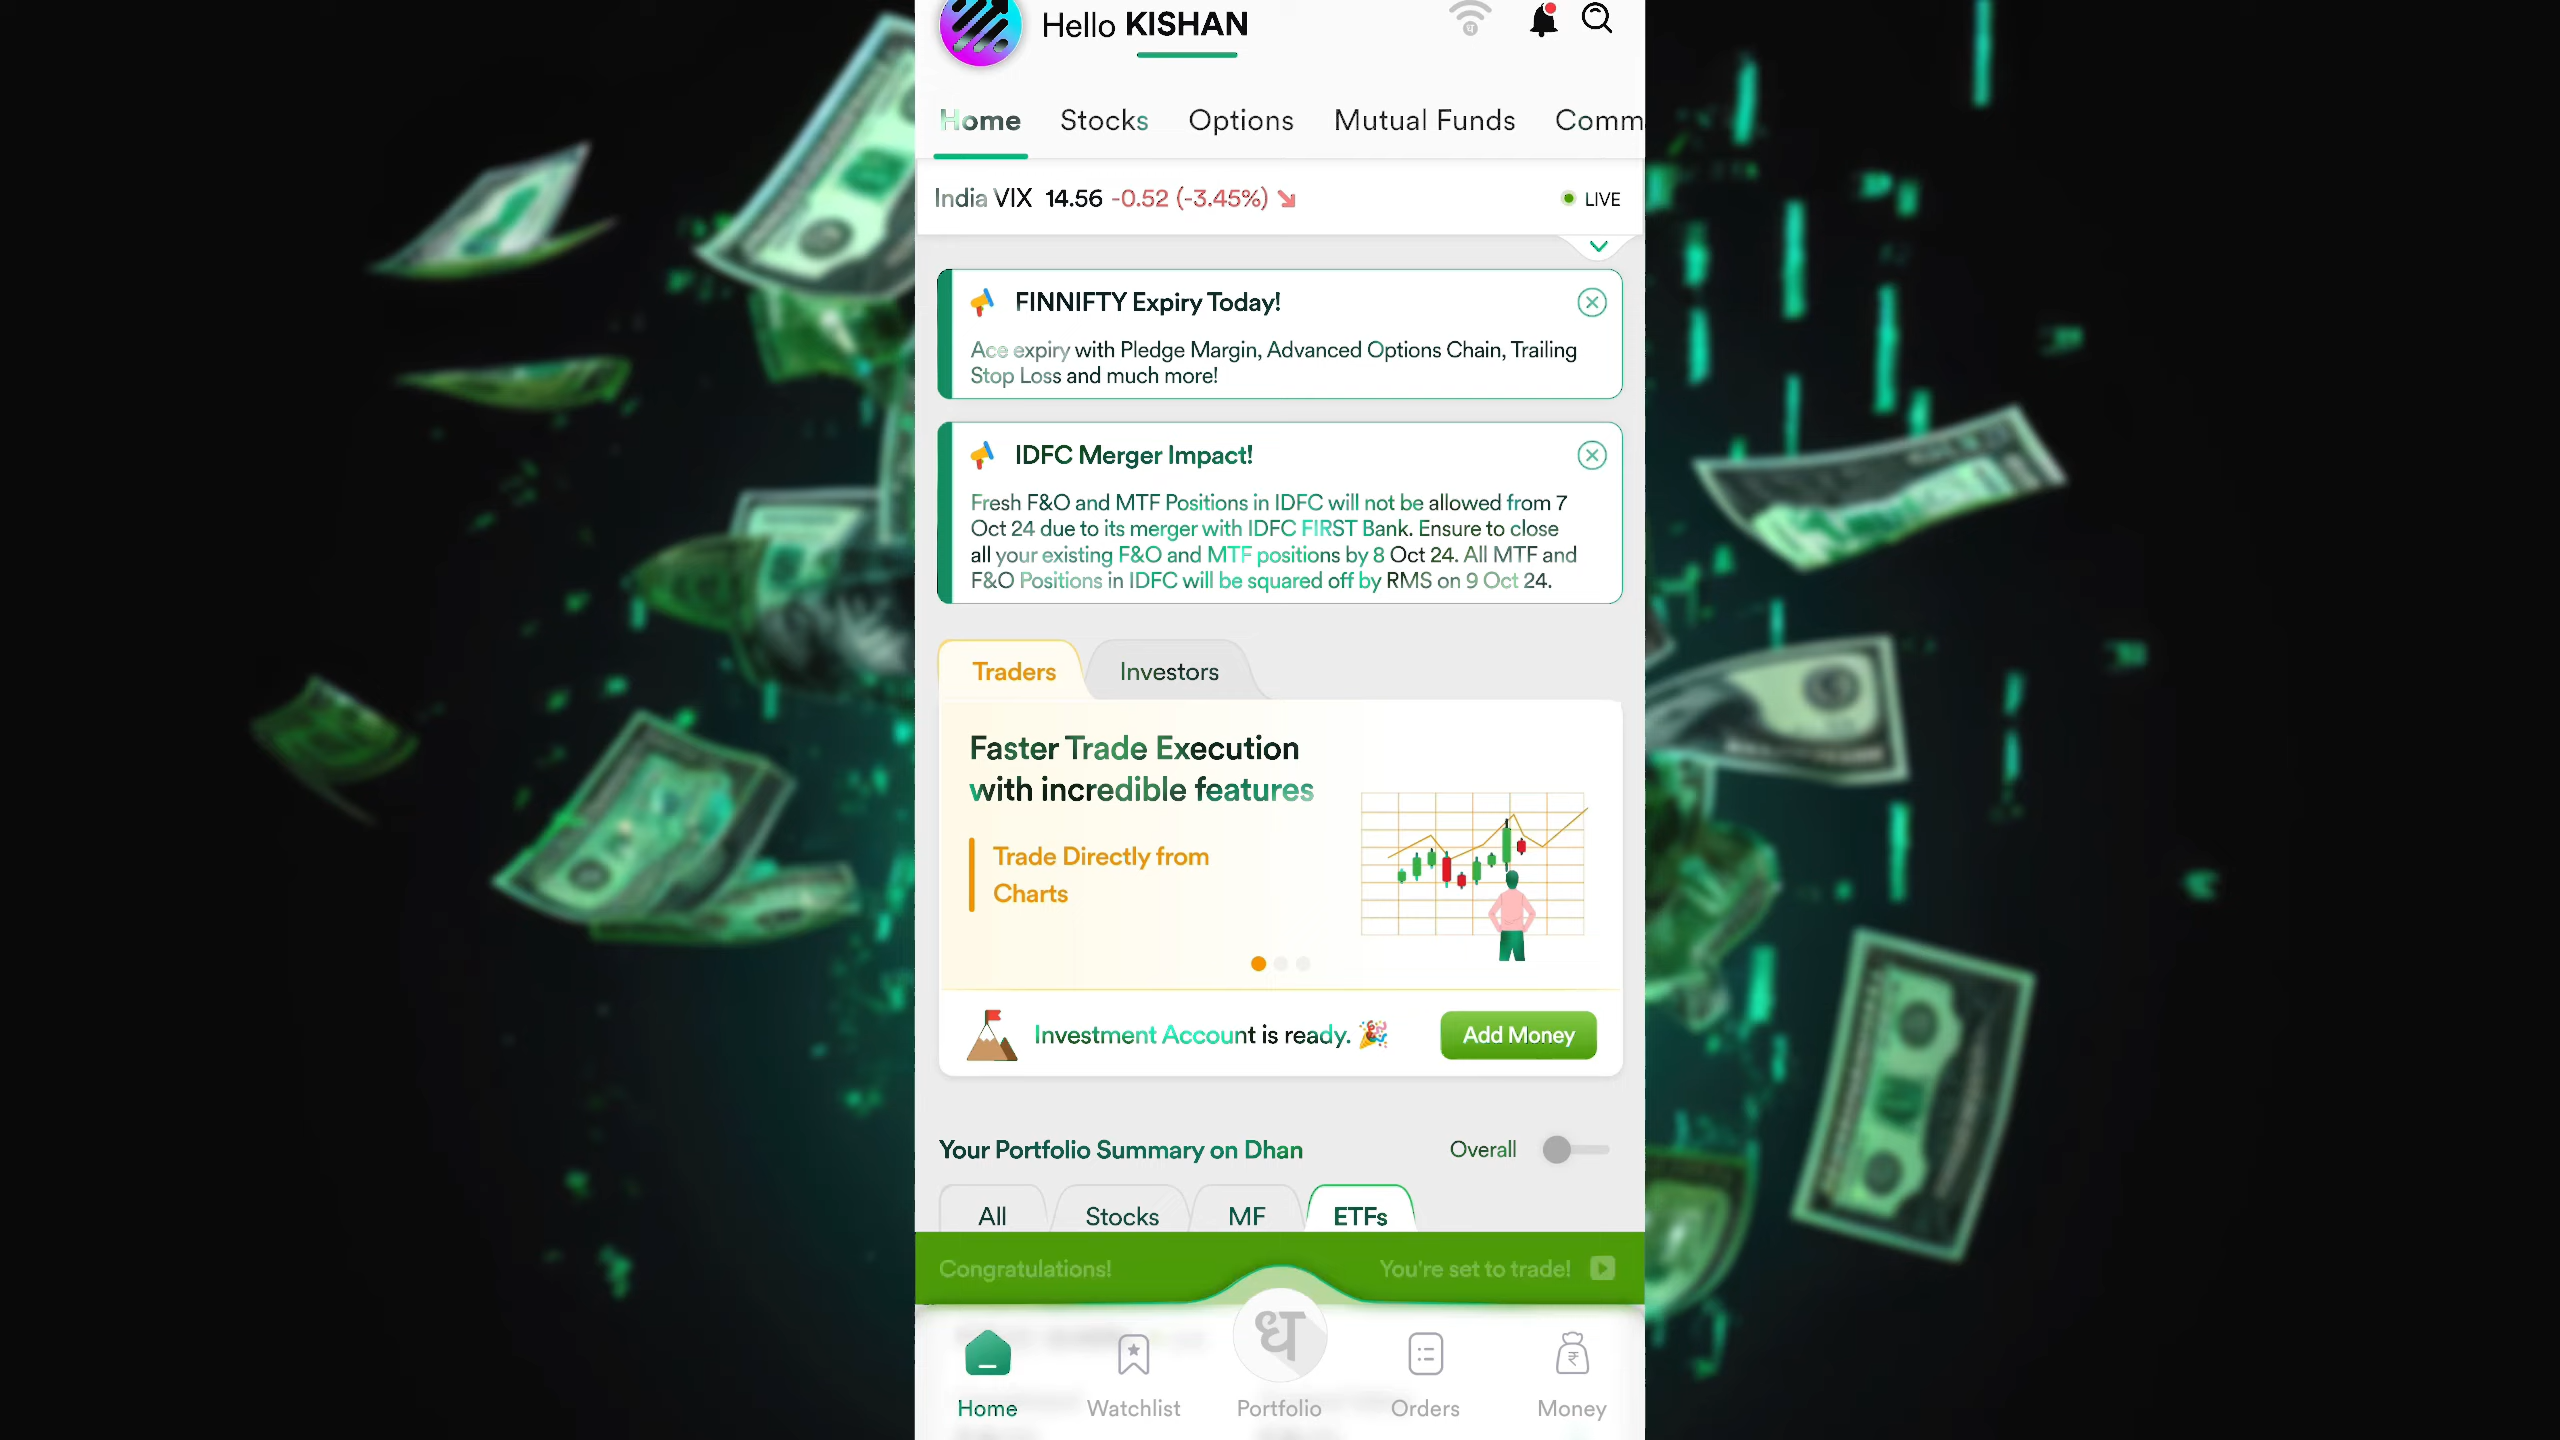 Hello KISHAN
Home Stocks Options Mutual Funds Comm
India VIX 14.56 -0.52 (-3.45%) LIVE
FINNIFTY Expiry Today!
Ace expiry with Pledge Margin, Advanced Options Chain, Trailing
Stop Loss and much more!
IDFC Merger Impact!
Fresh F&O and MTF Positions in IDFC will not be allowed from 7
Oct 24 due to its merger with IDFC FIRST Bank. Ensure to close
all your existing F&O and MTF positions by 8 Oct 24. All MTF and
F&O Positions in IDFC will be squared off by RMS on 9 Oct 24.
Traders Investors
Faster Trade Execution
with incredible features
Trade Directly from
Charts
Investment Account is ready. Add Money
Your Portfolio Summary on Dhan Overall
All Stocks MF ETFs
Congratulations! You're set to trade!
ध
Home Watchlist Portfolio Orders Money